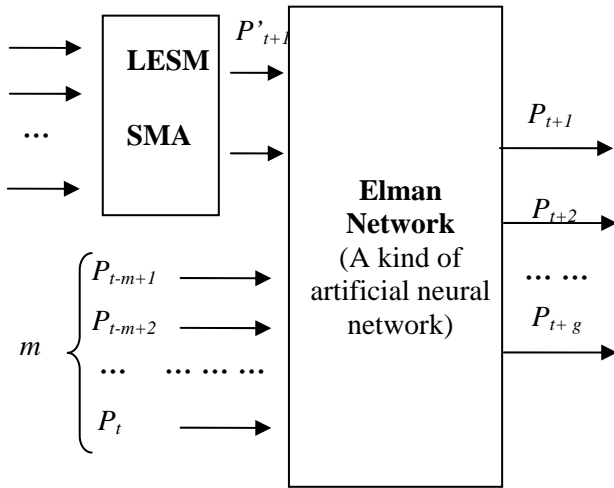 LESM
SMA
...
P't+1
Pt-m+1
Pt-m+2
... ... ... ...
Pt
m
Elman
Network
(A kind of
artificial neural
network)
Pt+1
Pt+2
... ...
Pt+ g